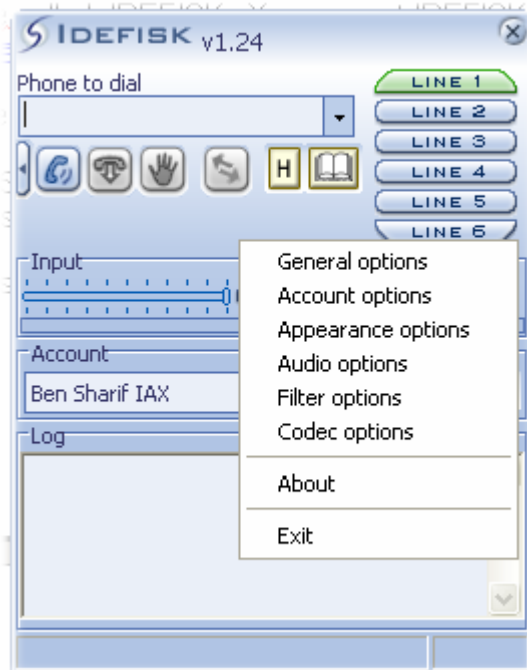 IDEFISK v1.24
Phone to dial
LINE 1
LINE 2
LINE 3
LINE 4
LINE 5
LINE 6
H
Input
General options
Account options
Appearance options
Audio options
Filter options
Codec options
About
Exit
Account
Ben Sharif IAX
Log